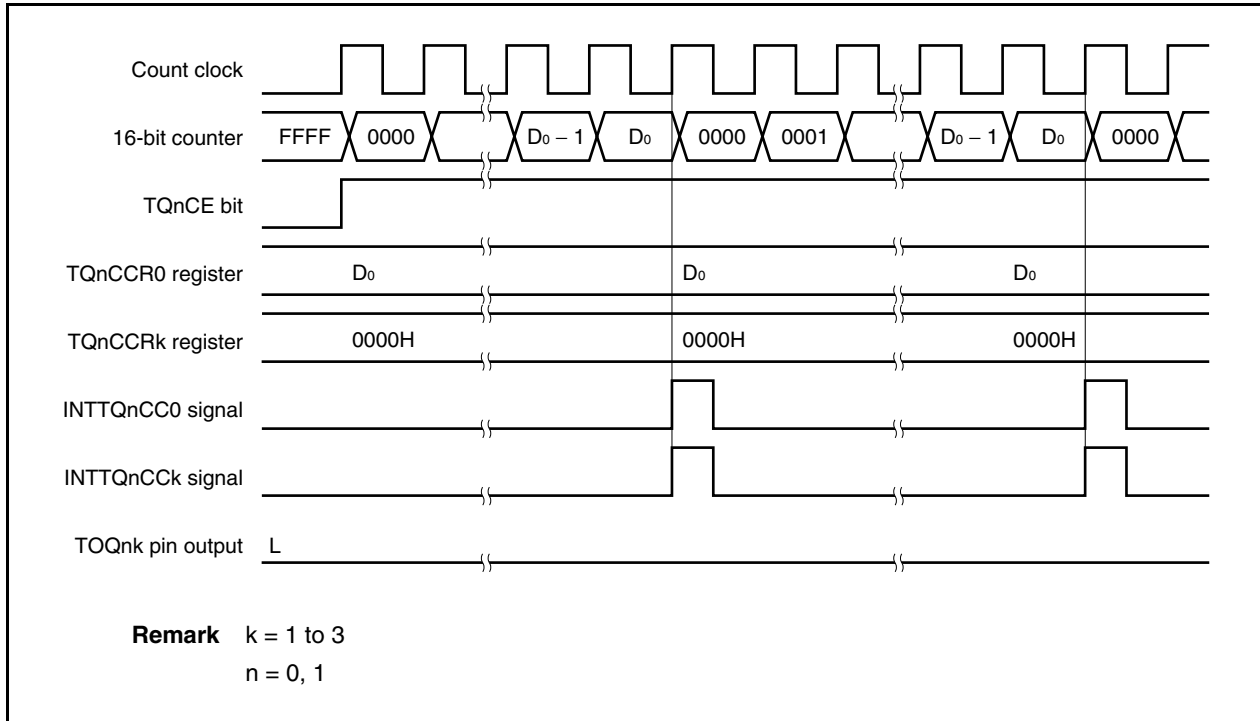 Count clock
16-bit counter FFFF 0000 D₀ − 1 D₀ 0000 0001 D₀ − 1 D₀ 0000
TQnCE bit
TQnCCR0 register D₀ D₀ D₀
TQnCCRk register 0000H 0000H 0000H
INTTQnCC0 signal
INTTQnCCk signal
TOQnk pin output L
Remark k = 1 to 3
n = 0, 1